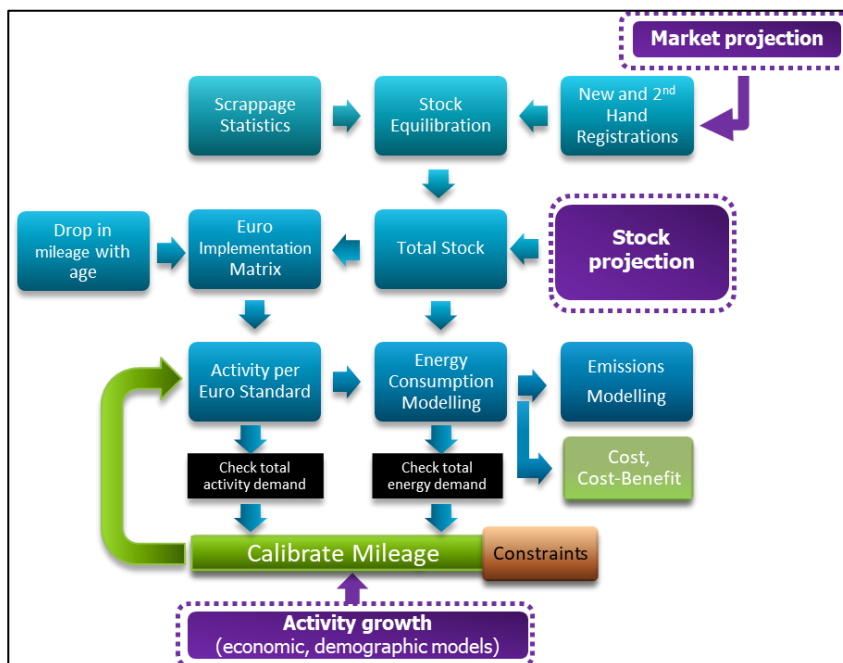 Market projection
Scrappage
Statistics
Stock
Equilibration
New and 2nd
Hand
Registrations
Drop in
mileage with
age
Euro
Implementation
Matrix
Total Stock
Stock
projection
Activity per
Euro Standard
Energy
Consumption
Modelling
Emissions
Modelling
Check total
activity demand
Check total
energy demand
Cost,
Cost-Benefit
Calibrate Mileage
Constraints
Activity growth
(economic, demographic models)